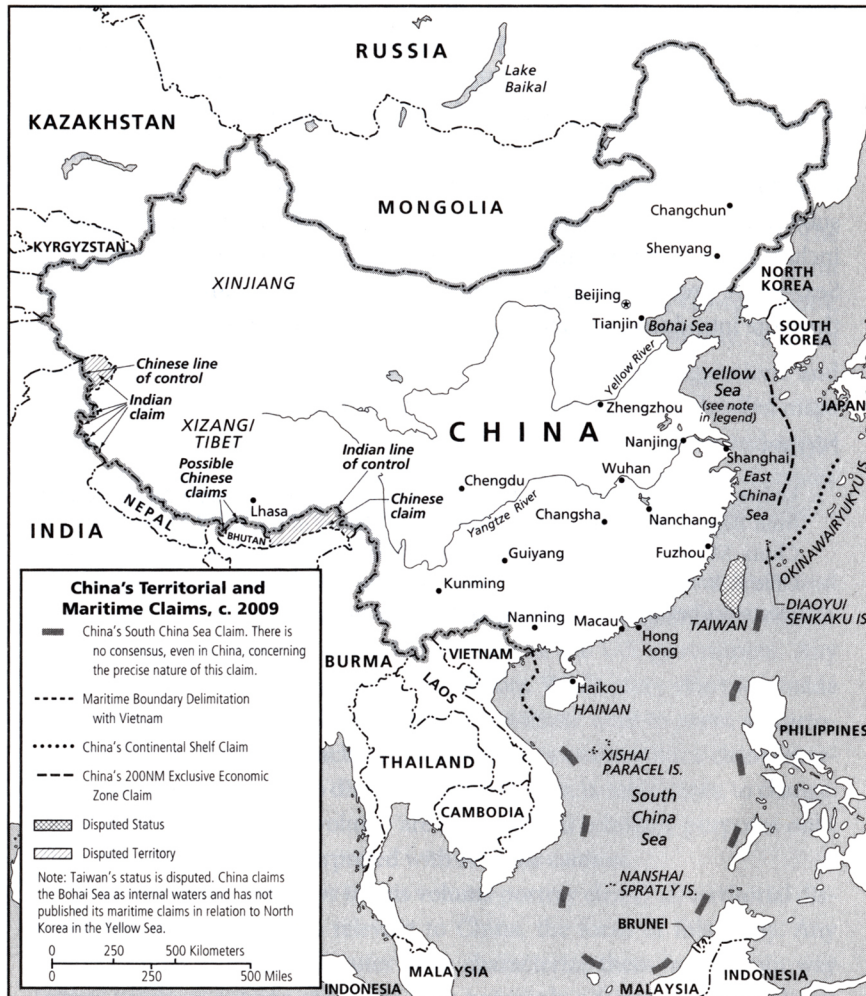 RUSSIA
Lake
Baikal
KAZAKHSTAN
MONGOLIA
Changchun
Shenyang
KYRGYZSTAN
XINJIANG
NORTH
KOREA
Beijing
Tianjin
Bohai Sea
SOUTH
KOREA
Yellow River
Chinese line
of control
Indian
claim
Yellow
Sea
(see note
in legend)
JAPAN
Zhengzhou
XIZANG/
TIBET
CHINA
Nanjing
Shanghai
Possible
Chinese
claims
Indian line
of control
Wuhan
East
China
Sea
Chengdu
Lhasa
Chinese
claim
NEPAL
BHUTAN
INDIA
Yangtze River
Changsha
Nanchang
OKINAWA/RYUKYU IS.
Guiyang
Fuzhou
Kunming
DIAOYU/
SENKAKU IS.
TAIWAN
Nanning
Macau
Hong
Kong
BURMA
VIETNAM
LAOS
Haikou
HAINAN
PHILIPPINES
THAILAND
XISHA/
PARACEL IS.
South
China
Sea
CAMBODIA
NANSHA/
SPRATLY IS.
BRUNEI
MALAYSIA
INDONESIA
MALAYSIA
INDONESIA
China's Territorial and
Maritime Claims, c. 2009
China's South China Sea Claim. There is
no consensus, even in China, concerning
the precise nature of this claim.
Maritime Boundary Delimitation
with Vietnam
China's Continental Shelf Claim
China's 200NM Exclusive Economic
Zone Claim
Disputed Status
Disputed Territory
Note: Taiwan's status is disputed. China claims
the Bohai Sea as internal waters and has not
published its maritime claims in relation to North
Korea in the Yellow Sea.
0 250 500 Kilometers
0 250 500 Miles